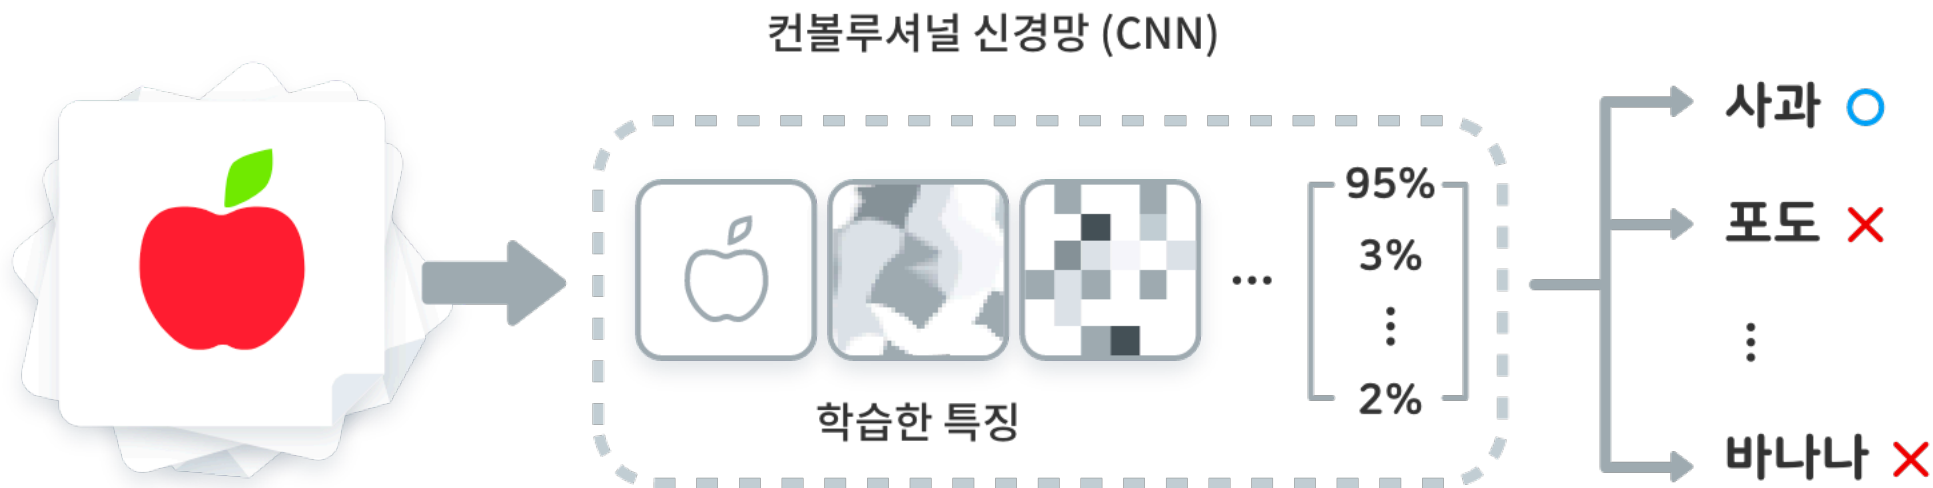 컨볼루셔널 신경망 (CNN)
학습한 특징
...
95%
3%
⋮
2%
사과
포도
⋮
바나나